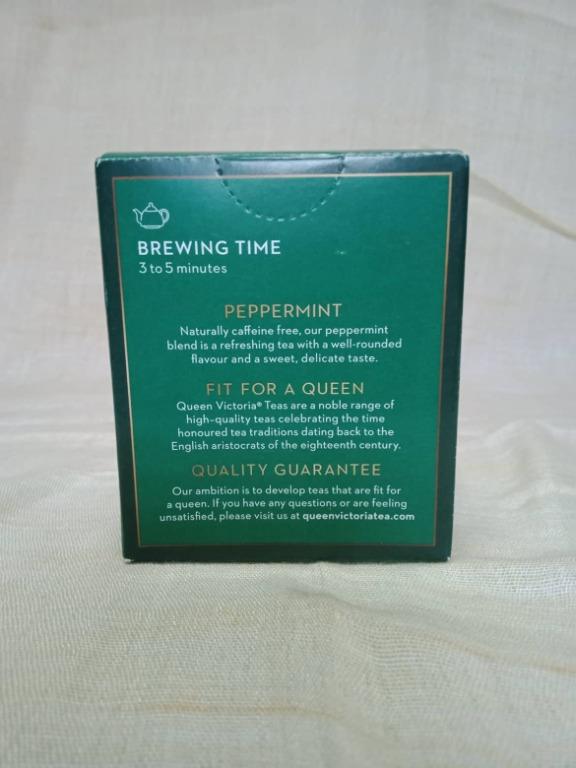 BREWING TIME
3 to 5 minutes
PEPPERMINT
Naturally caffeine free, our peppermint
blend is a refreshing tea with a well-rounded
flavour and a sweet, delicate taste.
FIT FOR A QUEEN
Queen Victoria® Teas are a noble range of
high-quality teas celebrating the time
honoured tea traditions dating back to the
English aristocrats of the eighteenth century.
QUALITY GUARANTEE
Our ambition is to develop teas that are fit for
a queen. If you have any questions or are feeling
unsatisfied, please visit us at queenvictoriatea.com